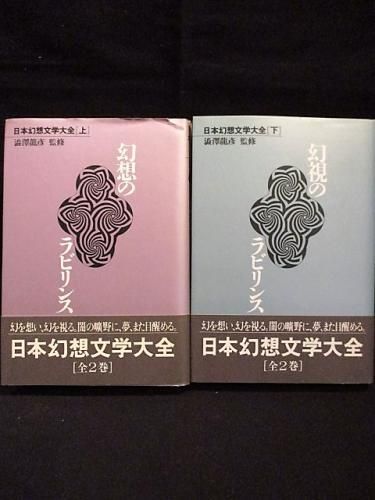 日本幻想文学大全[上]
澁澤龍彦 監修
幻想の
ラビリンス
幻を想い、幻を視る。闇の曠野に、夢、また目醒める。
日本幻想文学大全
[全2巻]
日本幻想文学大全[下]
澁澤龍彦 監修
幻視の
ラビリンス
幻を想い、幻を視る。闇の曠野に、夢、また目醒める。
日本幻想文学大全
[全2巻]